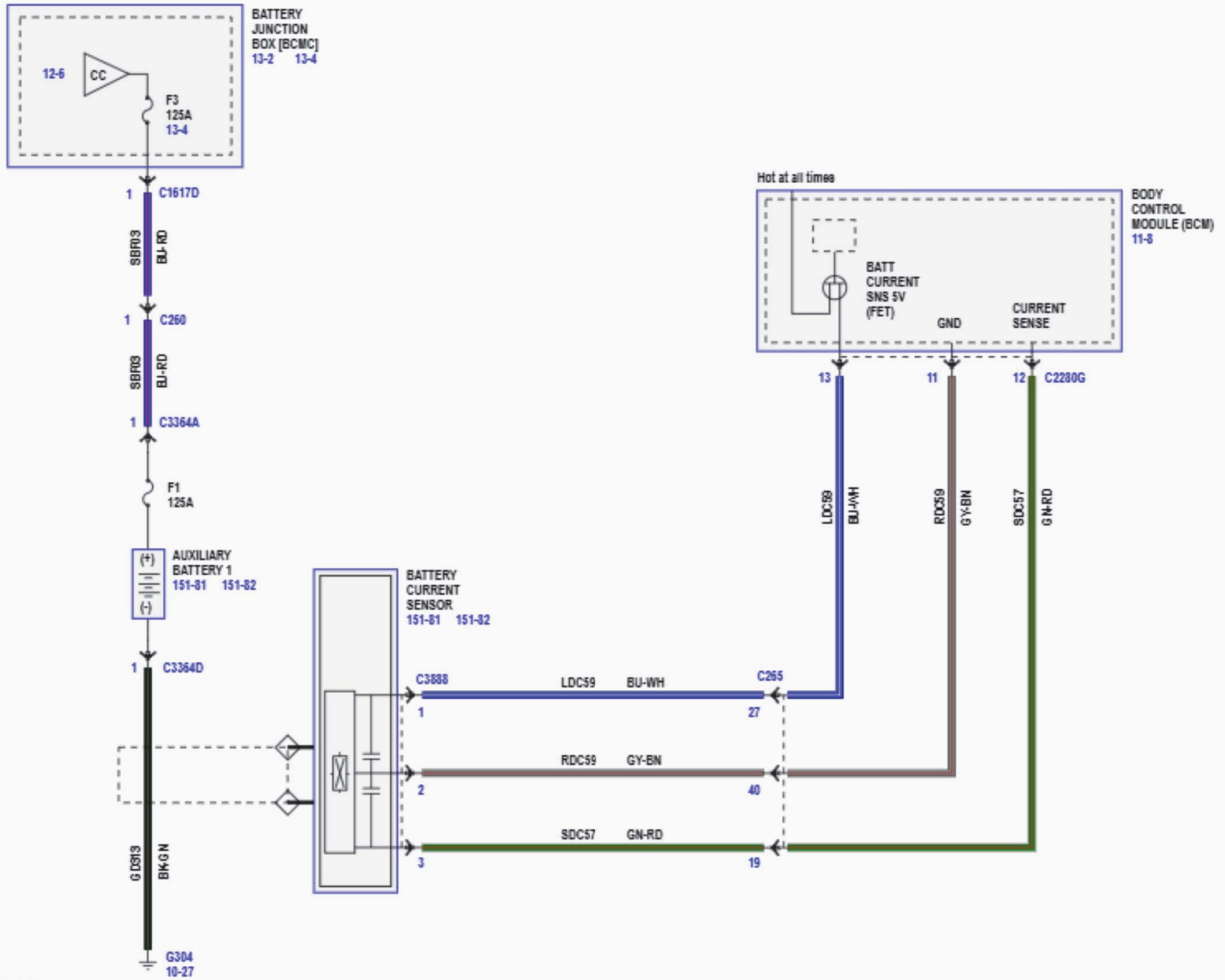 BATTERY
JUNCTION
BOX [BCMC]
13-2 13-4
12-6
CC
F3
125A
13-4
1 C1617D
SBR03 BU-RD
1 C260
SBR03 BU-RD
1 C3364A
F1
125A
(+)
(-)
AUXILIARY
BATTERY 1
151-81 151-82
1 C3364D
GD313 BK-GN
G304
10-27
BATTERY
CURRENT
SENSOR
151-81 151-82
C3888
1
2
3
LDC59 BU-WH
RDC59 GY-BN
SDC57 GN-RD
C265
27
40
19
Hot at all times
BODY
CONTROL
MODULE (BCM)
11-8
BATT
CURRENT
SNS 5V
(FET)
GND
CURRENT
SENSE
13 11 12 C2280G
LDC59 BU-WH
RDC59 GY-BN
SDC57 GN-RD